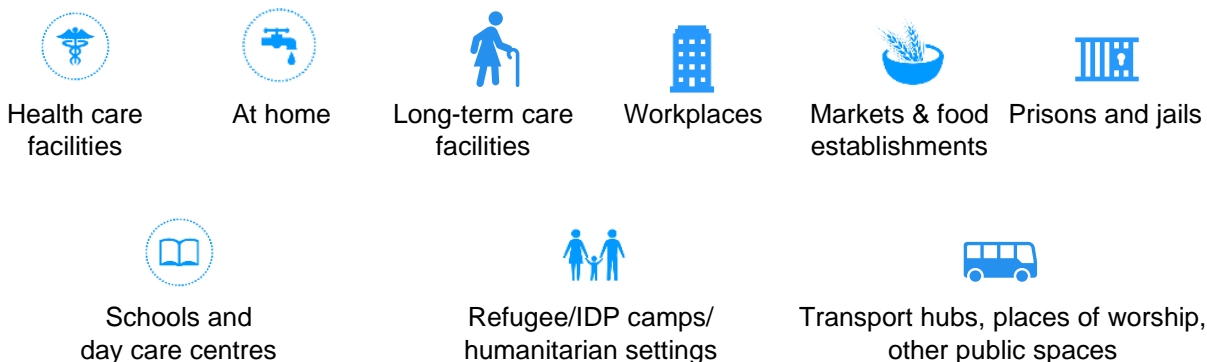 Health care
facilities
At home
Long-term care
facilities
Workplaces
Markets & food
establishments
Prisons and jails
Schools and
day care centres
Refugee/IDP camps/
humanitarian settings
Transport hubs, places of worship,
other public spaces